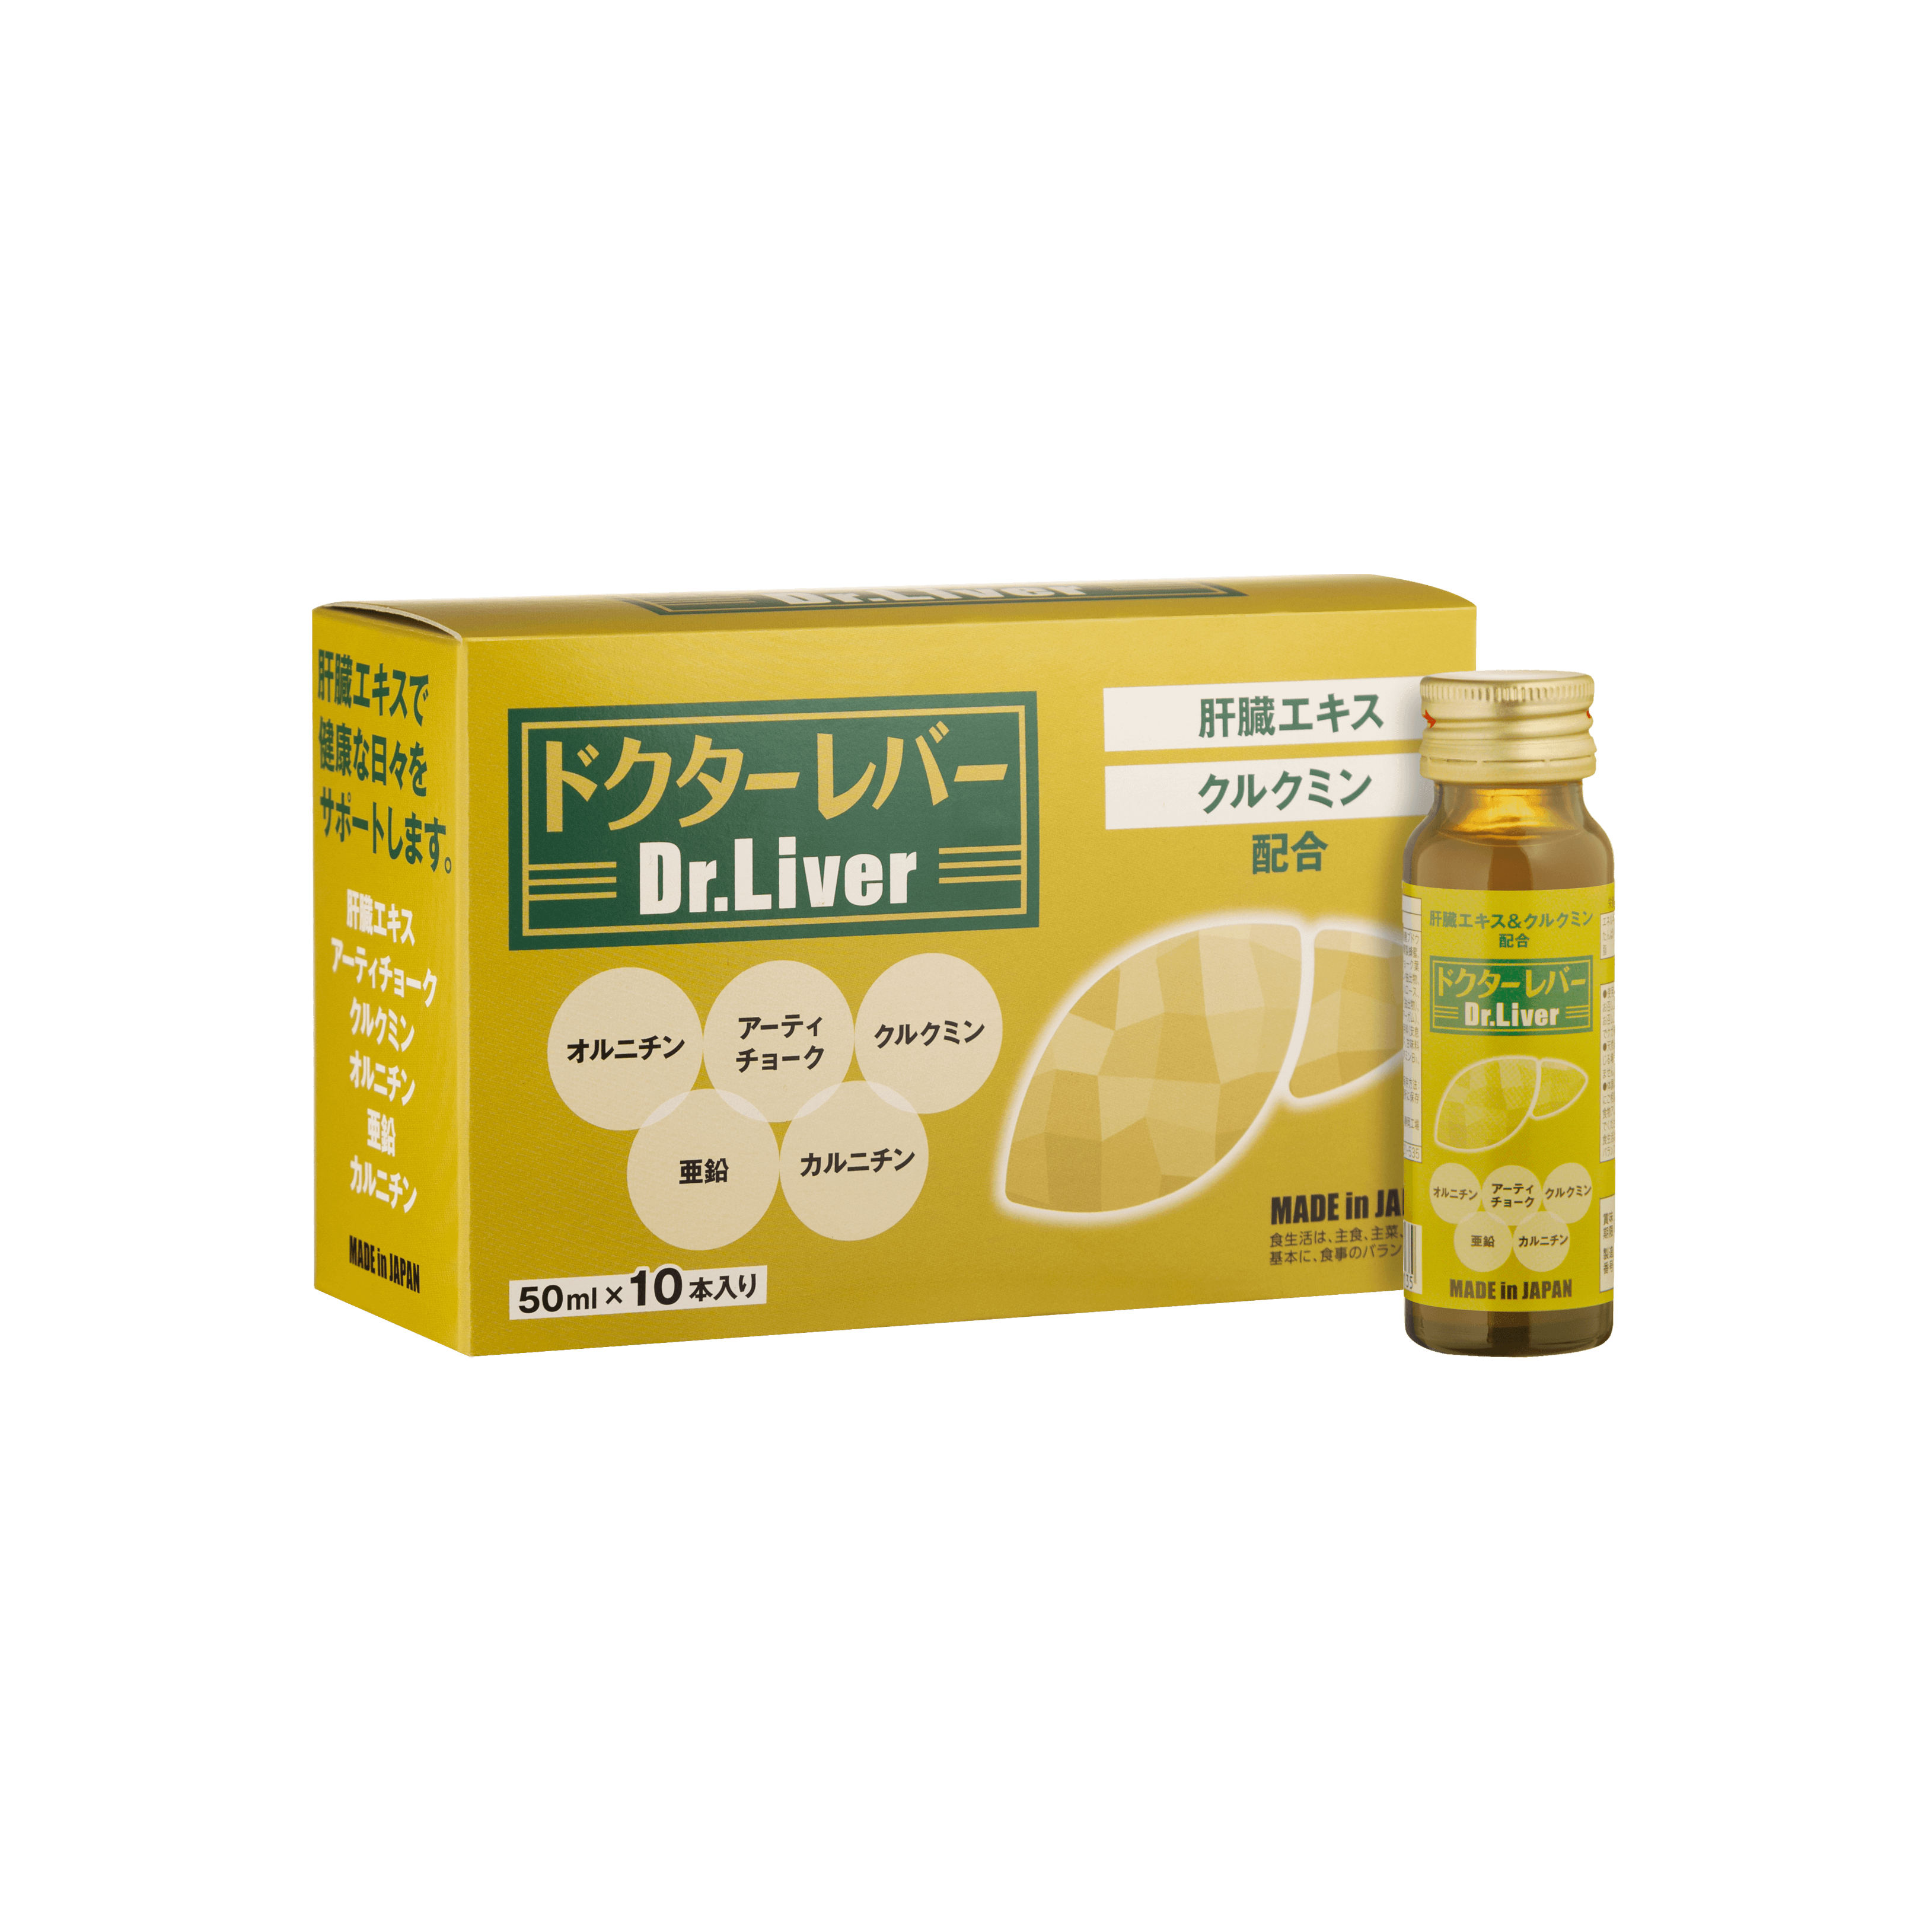 Dr.Liver
肝臓エキスで
健康な日々を
サポートします。
肝臓エキス
アーティチョーク
クルクミン
オルニチン
亜鉛
カルニチン
MADE in JAPAN
ドクターレバー
Dr.Liver
肝臓エキス
クルクミン
配合
オルニチン
アーティ
チョーク
クルクミン
亜鉛
カルニチン
50ml×10本入り
MADE in JA
食生活は、主食、主菜、
基本に、食事のバラン
肝臓エキス&クルクミン
配合
ドクターレバー
Dr.Liver
オルニチン
アーティ
チョーク
クルクミン
亜鉛
カルニチン
MADE in JAPAN